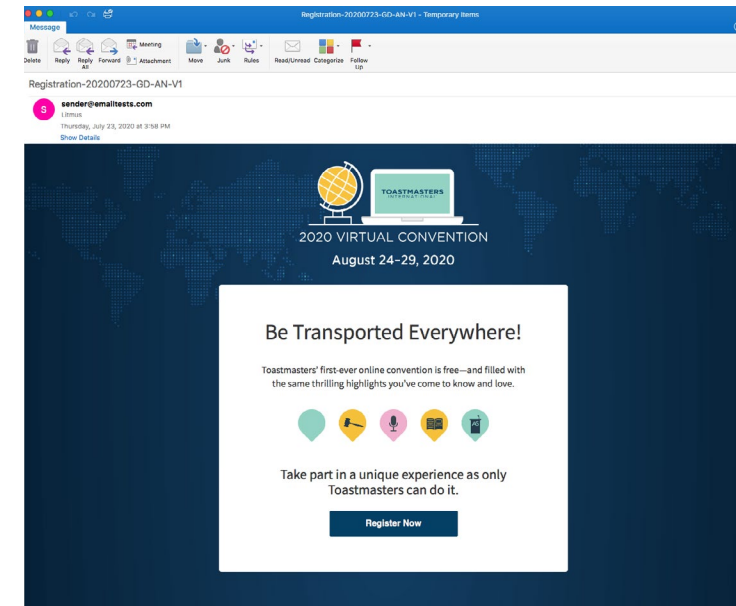 Registration-20200723-GD-AN-V1 - Temporary Items
Message
Delete Reply Reply All Forward Meeting Attachment Move Junk Rules Read/Unread Categorize Follow Up
Registration-20200723-GD-AN-V1
S
sender@emailtests.com
Litmus
Thursday, July 23, 2020 at 3:58 PM
Show Details
TOASTMASTERS
INTERNATIONAL
2020 VIRTUAL CONVENTION
August 24-29, 2020
Be Transported Everywhere!
Toastmasters' first-ever online convention is free—and filled with
the same thrilling highlights you've come to know and love.
AG
Take part in a unique experience as only
Toastmasters can do it.
Register Now